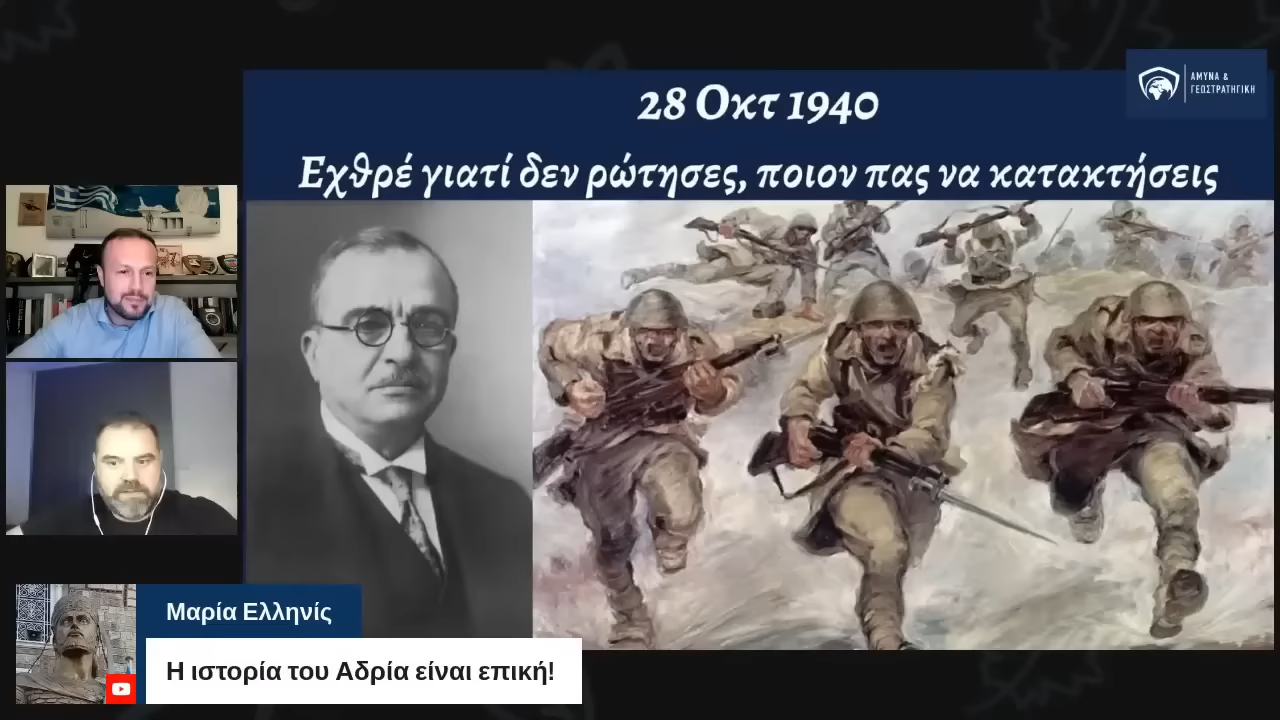 28 Οκτ 1940
Εχθρέ γιατί δεν ρώτησες, ποιον πας να κατακτήσεις
ΑΜΥΝΑ &
ΓΕΩΣΤΡΑΤΗΓΙΚΗ
Μαρία Ελληνίς
Η ιστορία του Αδρία είναι επική!